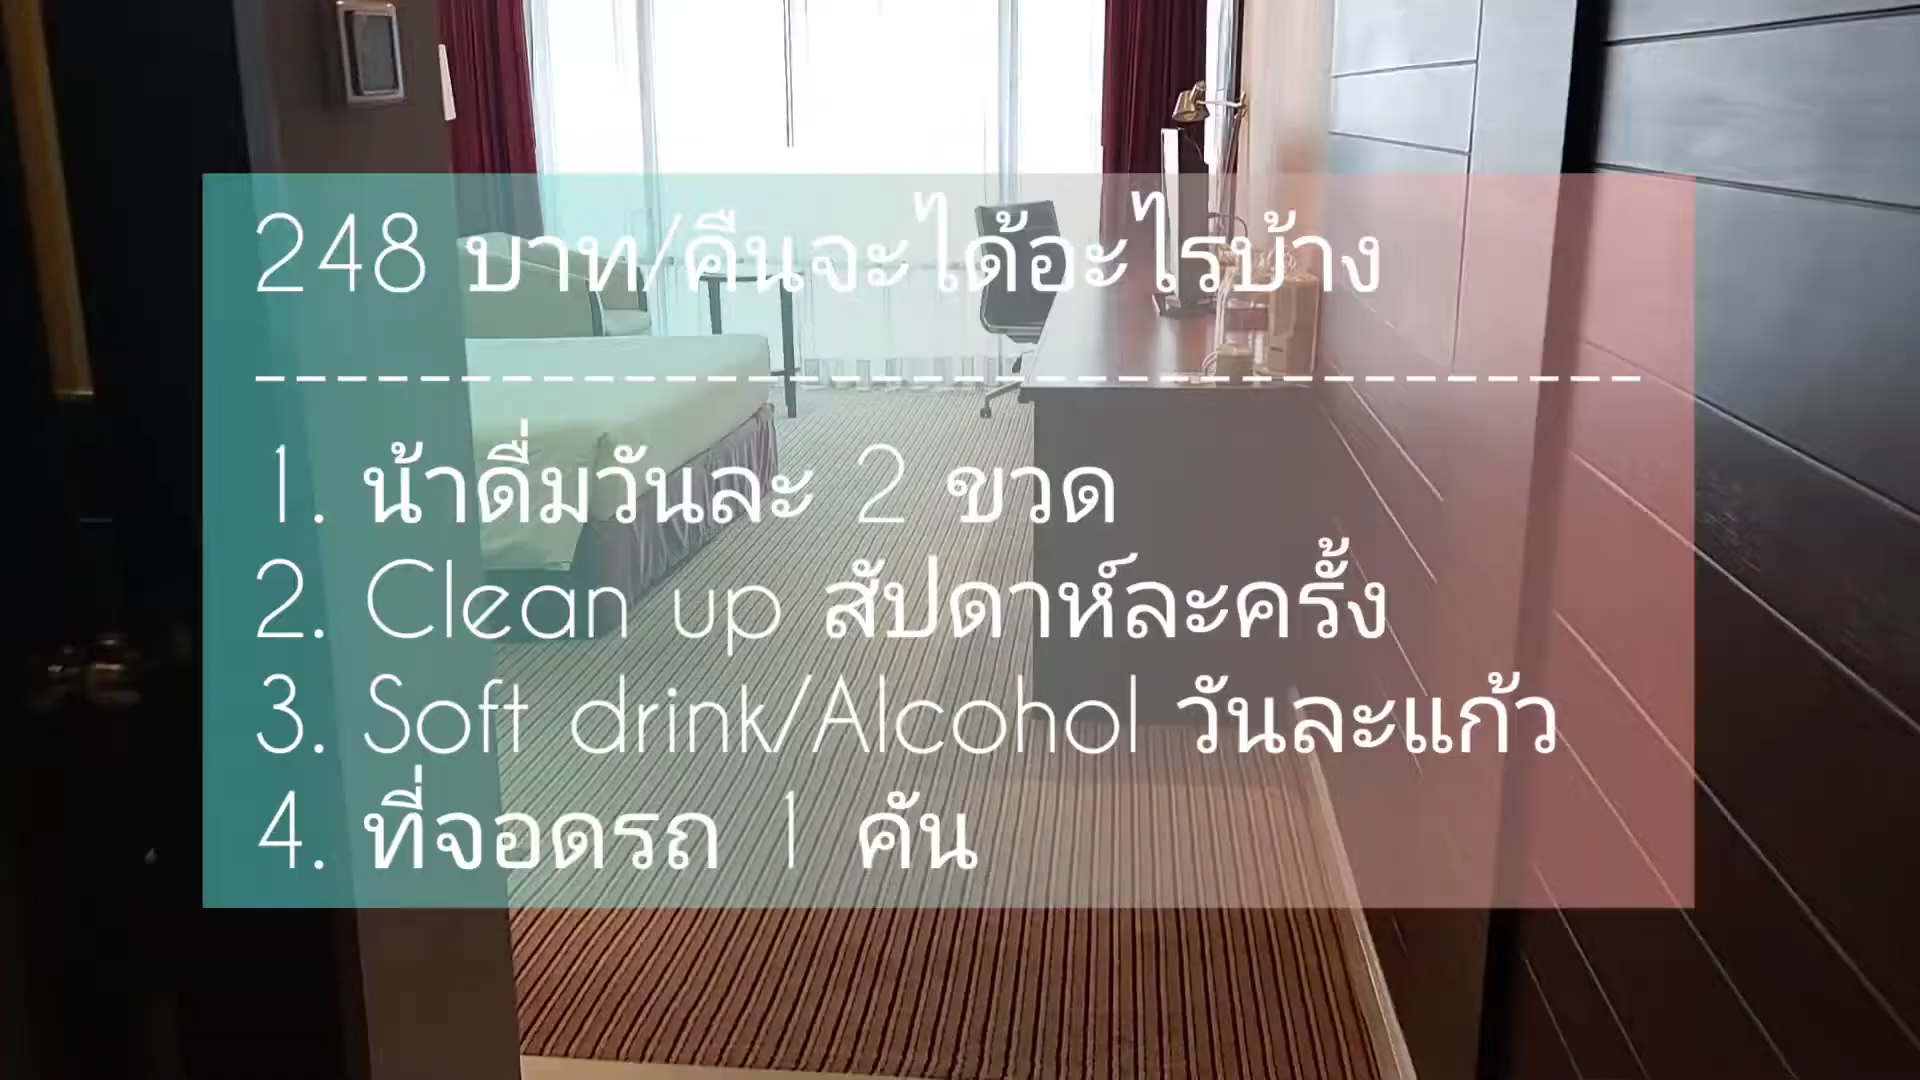 248 บาท/คืนจะได้อะไรบ้าง
----------------------------------
1. น้ำดื่มวันละ 2 ขวด
2. Clean up สัปดาห์ละครั้ง
3. Soft drink/Alcohol วันละแก้ว
4. ที่จอดรถ 1 คัน